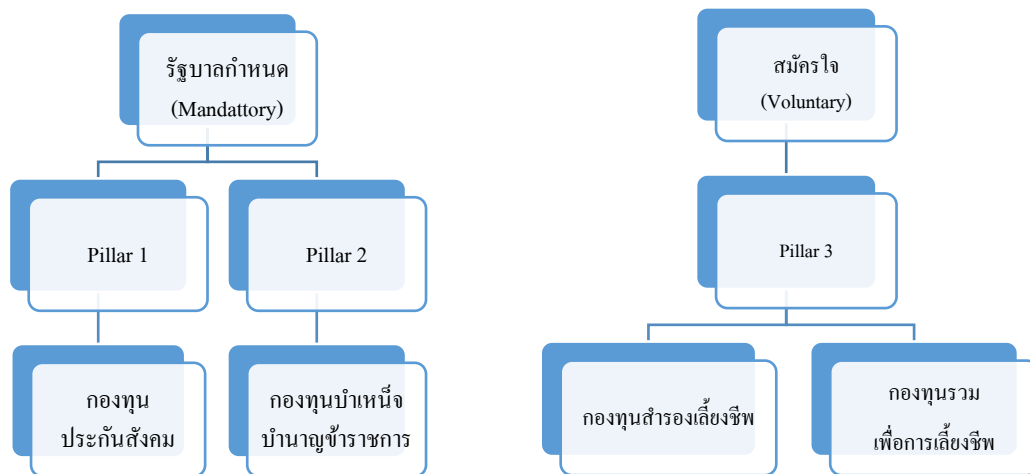 รัฐบาลกำหนด
(Mandattory)
Pillar 1
Pillar 2
กองทุน
ประกันสังคม
กองทุนบำเหน็จ
บำนาญข้าราชการ
สมัครใจ
(Voluntary)
Pillar 3
กองทุนสำรองเลี้ยงชีพ
กองทุนรวม
เพื่อการเลี้ยงชีพ